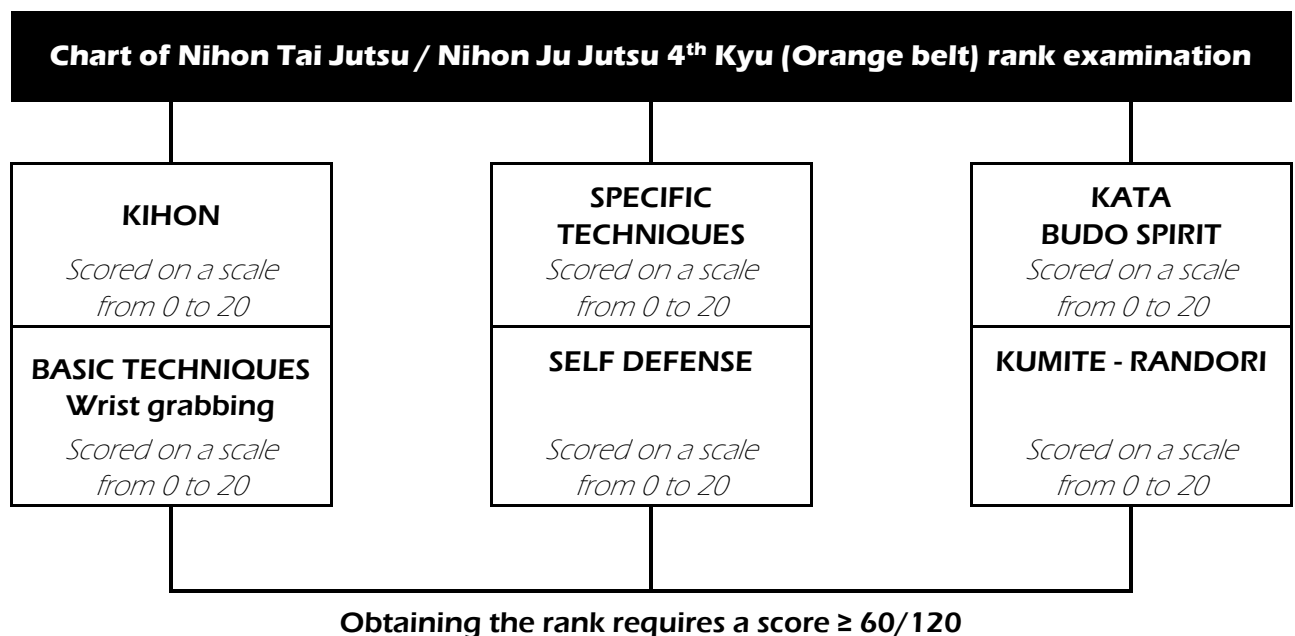 Chart of Nihon Tai Jutsu / Nihon Ju Jutsu 4th Kyu (Orange belt) rank examination
KIHON
Scored on a scale
from 0 to 20
BASIC TECHNIQUES
Wrist grabbing
Scored on a scale
from 0 to 20
SPECIFIC
TECHNIQUES
Scored on a scale
from 0 to 20
SELF DEFENSE
Scored on a scale
from 0 to 20
KATA
BUDO SPIRIT
Scored on a scale
from 0 to 20
KUMITE - RANDORI
Scored on a scale
from 0 to 20
Obtaining the rank requires a score ≥ 60/120